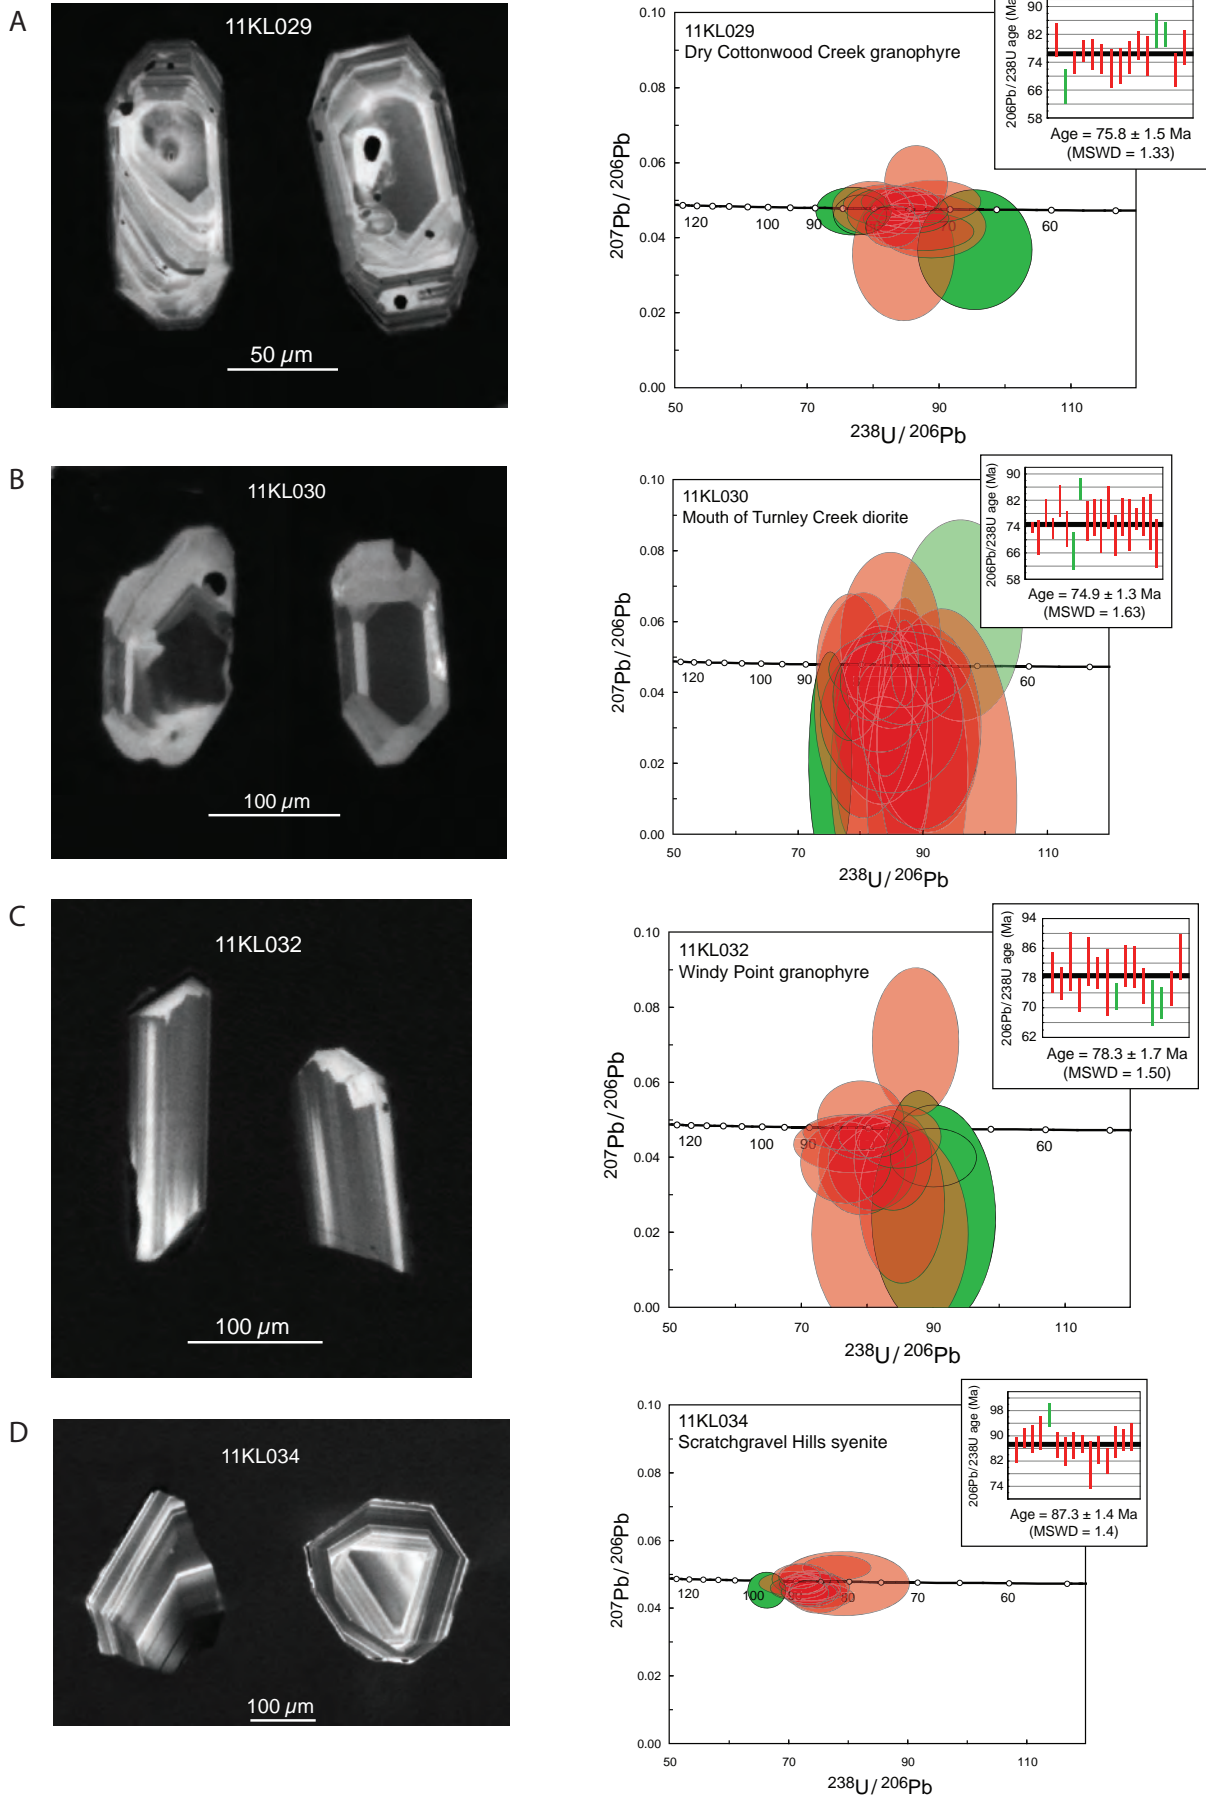 A
11KL029
50 µm
11KL029
Dry Cottonwood Creek granophyre
0.10
0.08
0.06
0.04
0.02
0.00
207Pb/206Pb
120
100
90
80
70
60
50
70
90
110
238U/206Pb
206Pb/238U age (Ma)
90
82
74
66
58
Age = 75.8 ± 1.5 Ma
(MSWD = 1.33)
B
11KL030
100 µm
11KL030
Mouth of Turnley Creek diorite
0.10
0.08
0.06
0.04
0.02
0.00
207Pb/206Pb
120
100
90
60
50
70
90
110
238U/206Pb
206Pb/238U age (Ma)
90
82
74
66
58
Age = 74.9 ± 1.3 Ma
(MSWD = 1.63)
C
11KL032
100 µm
11KL032
Windy Point granophyre
0.10
0.08
0.06
0.04
0.02
0.00
207Pb/206Pb
120
100
90
60
50
70
90
110
238U/206Pb
206Pb/238U age (Ma)
94
86
78
70
62
Age = 78.3 ± 1.7 Ma
(MSWD = 1.50)
D
11KL034
100 µm
11KL034
Scratchgravel Hills syenite
0.10
0.08
0.06
0.04
0.02
0.00
207Pb/206Pb
120
100
90
80
70
60
50
70
90
110
238U/206Pb
206Pb/238U age (Ma)
98
90
82
74
Age = 87.3 ± 1.4 Ma
(MSWD = 1.4)